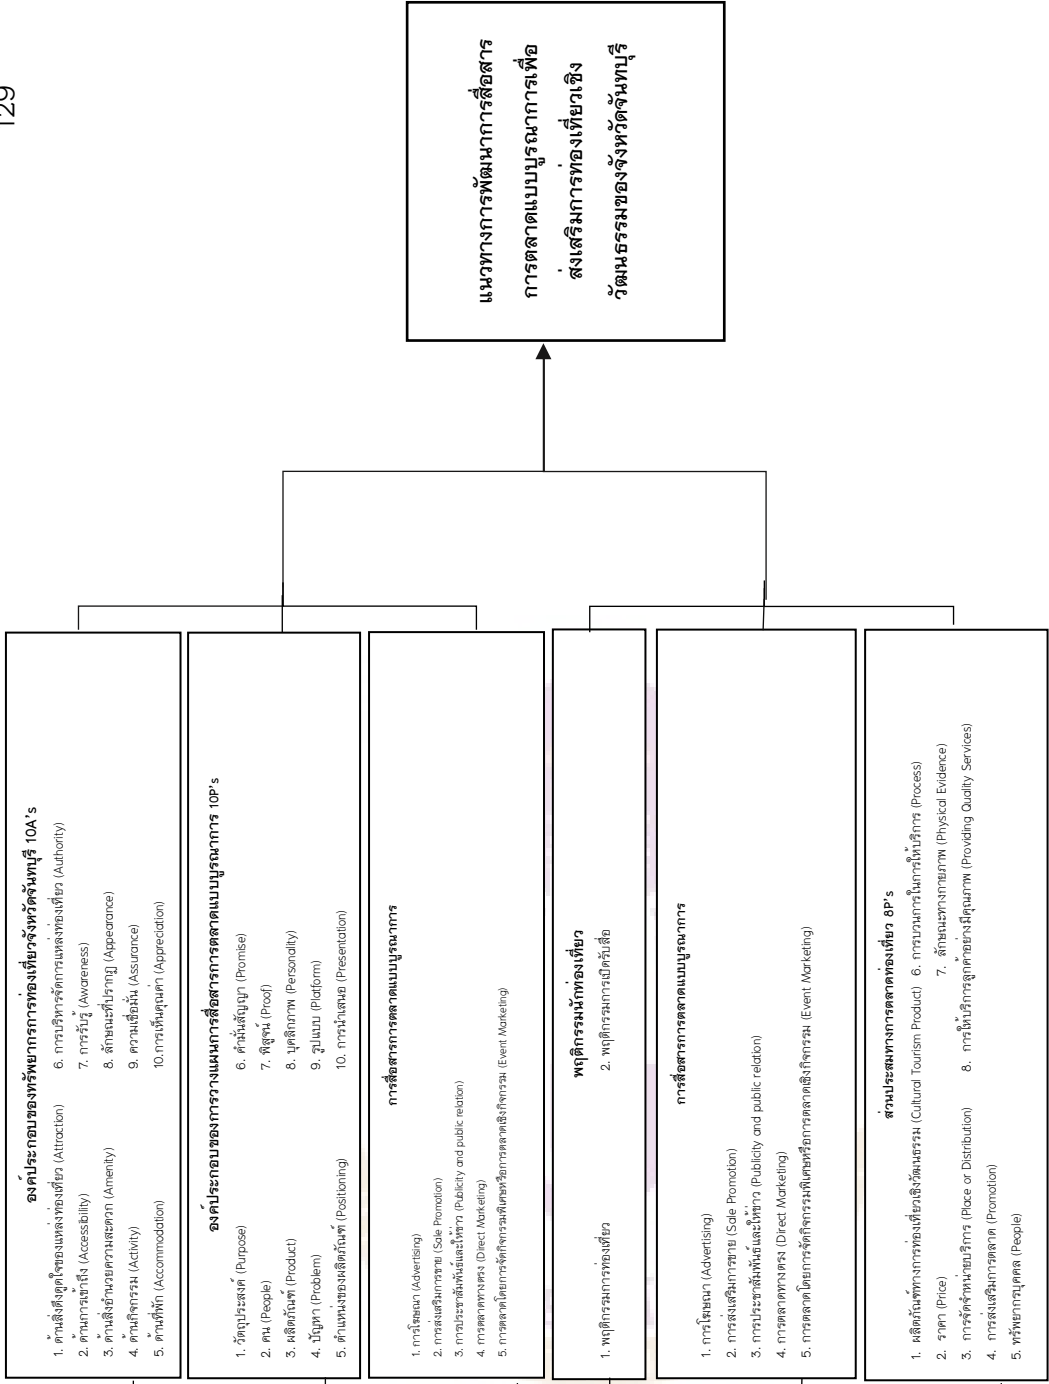 129
องค์ประกอบของทรัพยากรการท่องเที่ยวจังหวัดจันทบุรี 10A's
1. ด้านสิ่งดึงดูดใจของแหล่งท่องเที่ยว (Attraction) 6. การบริหารจัดการแหล่งท่องเที่ยว (Authority)
2. ด้านการเข้าถึง (Accessibility) 7. การรับรู้ (Awareness)
3. ด้านสิ่งอำนวยความสะดวก (Amenity) 8. ลักษณะที่ปรากฏ (Appearance)
4. ด้านกิจกรรม (Activity) 9. ความเชื่อมั่น (Assurance)
5. ด้านที่พัก (Accommodation) 10.การเห็นคุณค่า (Appreciation)
องค์ประกอบของการวางแผนการสื่อสารการตลาดแบบบูรณาการ 10P's
1. วัตถุประสงค์ (Purpose) 6. คำมั่นสัญญา (Promise)
2. คน (People) 7. พิสูจน์ (Proof)
3. ผลิตภัณฑ์ (Product) 8. บุคลิกภาพ (Personality)
4. ปัญหา (Problem) 9. รูปแบบ (Platform)
5. ตำแหน่งของผลิตภัณฑ์ (Positioning) 10. การนำเสนอ (Presentation)
การสื่อสารการตลาดแบบบูรณาการ
1. การโฆษณา (Advertising)
2. การส่งเสริมการขาย (Sale Promotion)
3. การประชาสัมพันธ์และให้ข่าว (Publicity and public relation)
4. การตลาดทางตรง (Direct Marketing)
5. การตลาดโดยการจัดกิจกรรมพิเศษหรือการตลาดเชิงกิจกรรม (Event Marketing)
พฤติกรรมนักท่องเที่ยว
1. พฤติกรรมการท่องเที่ยว 2. พฤติกรรมการเปิดรับสื่อ
การสื่อสารการตลาดแบบบูรณาการ
1. การโฆษณา (Advertising)
2. การส่งเสริมการขาย (Sale Promotion)
3. การประชาสัมพันธ์และให้ข่าว (Publicity and public relation)
4. การตลาดทางตรง (Direct Marketing)
5. การตลาดโดยการจัดกิจกรรมพิเศษหรือการตลาดเชิงกิจกรรม (Event Marketing)
ส่วนประสมทางการตลาดท่องเที่ยว 8P's
1. ผลิตภัณฑ์ทางการท่องเที่ยวเชิงวัฒนธรรม (Cultural Tourism Product) 6. การบวนการในการให้บริการ (Process)
2. ราคา (Price) 7. ลักษณะทางกายภาพ (Physical Evidence)
3. การจัดจำหน่ายบริการ (Place or Distribution) 8. การให้บริการลูกค้าอย่างมีคุณภาพ (Providing Quality Services)
4. การส่งเสริมการตลาด (Promotion)
5. ทรัพยากรบุคคล (People)
แนวทางการพัฒนาการสื่อสาร
การตลาดแบบบูรณาการเพื่อ
ส่งเสริมการท่องเที่ยวเชิง
วัฒนธรรมของจังหวัดจันทบุรี